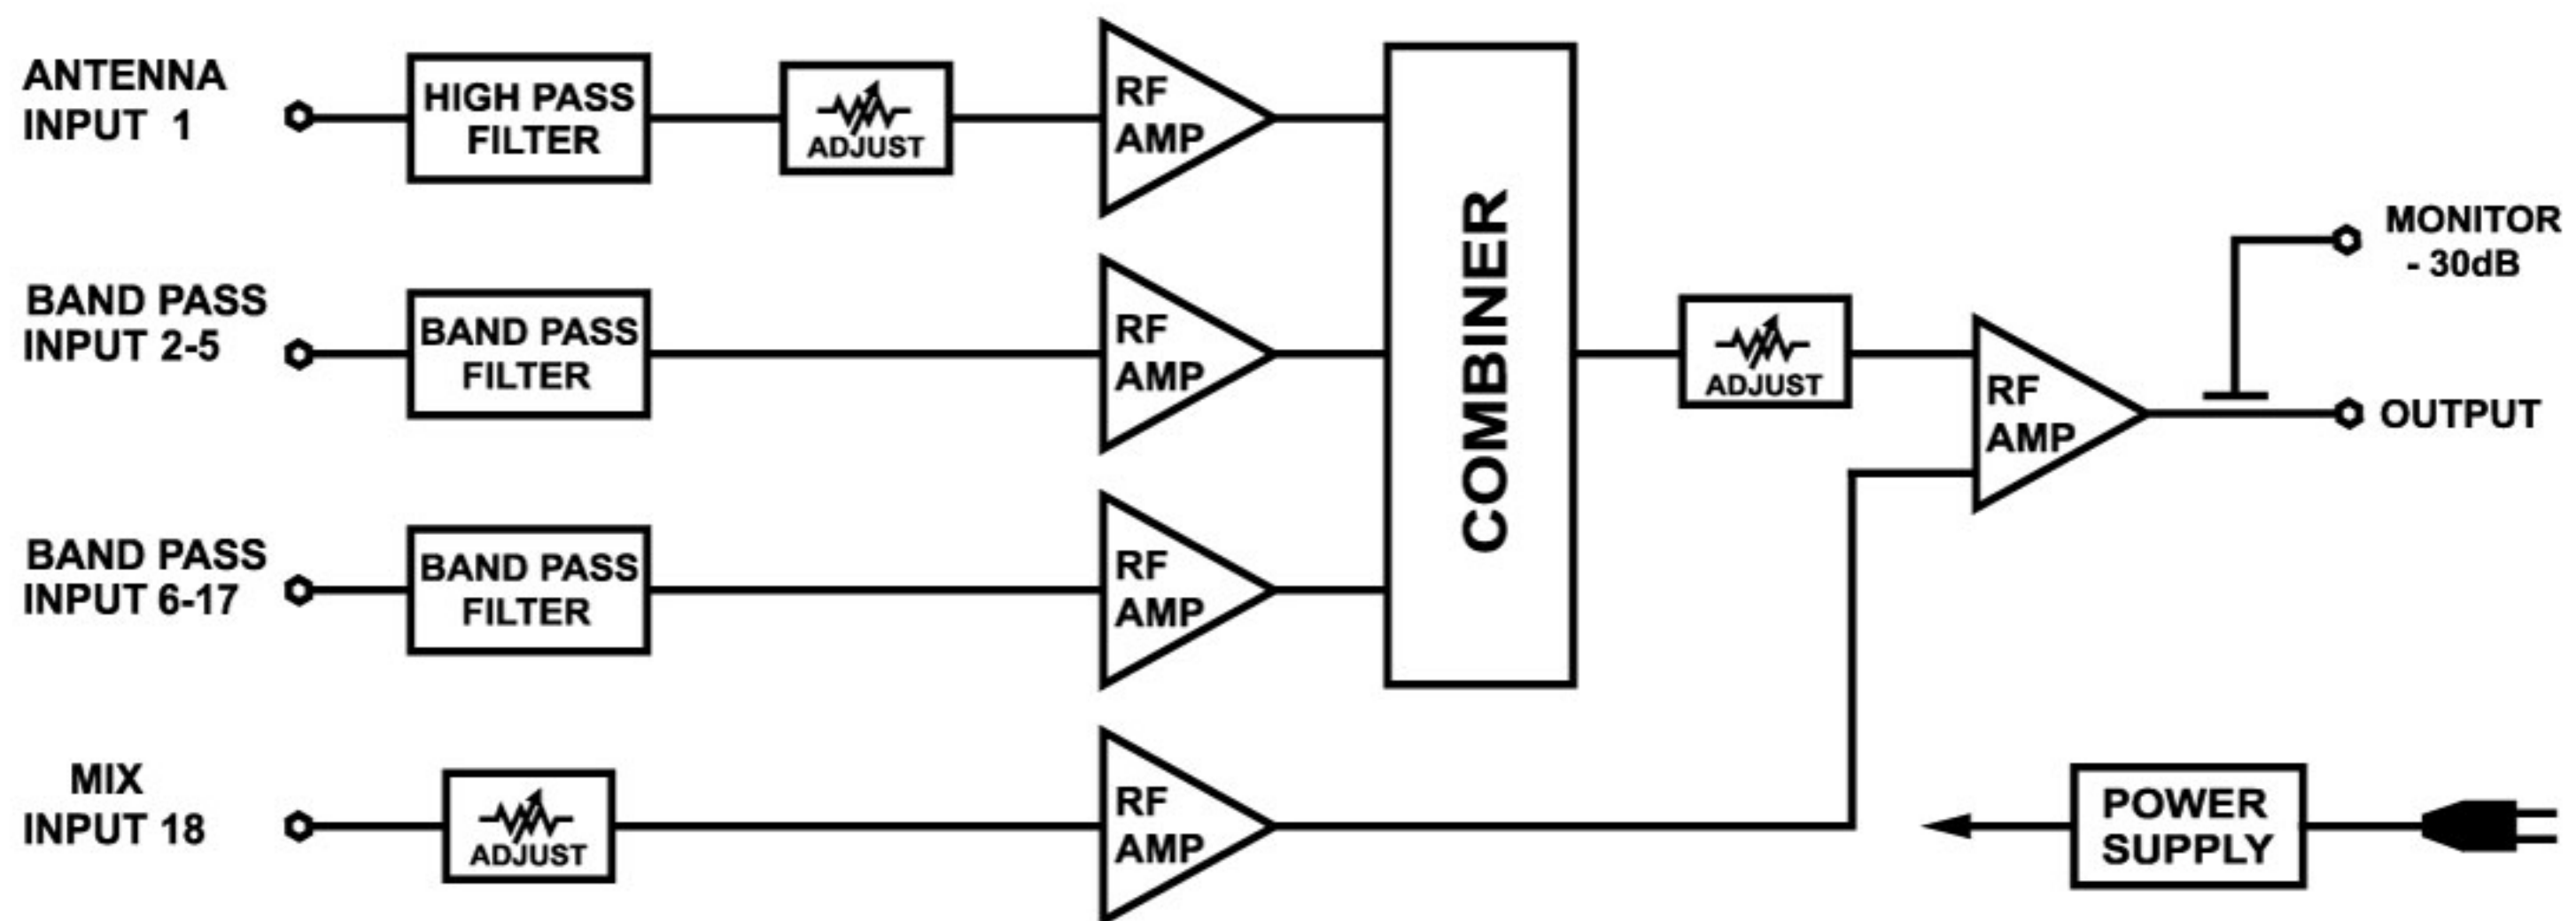 ANTENNA
INPUT 1
HIGH PASS
FILTER
ADJUST
RF
AMP
BAND PASS
INPUT 2-5
BAND PASS
FILTER
RF
AMP
BAND PASS
INPUT 6-17
BAND PASS
FILTER
RF
AMP
MIX
INPUT 18
ADJUST
RF
AMP
COMBINER
ADJUST
RF
AMP
MONITOR
- 30dB
OUTPUT
POWER
SUPPLY